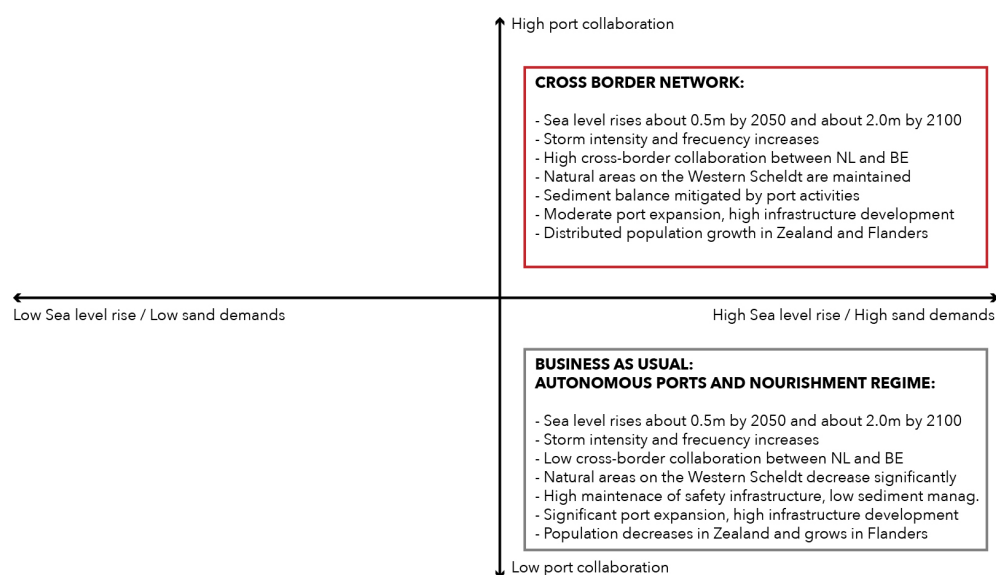 High port collaboration
CROSS BORDER NETWORK:
- Sea level rises about 0.5m by 2050 and about 2.0m by 2100
- Storm intensity and frecuency increases
- High cross-border collaboration between NL and BE
- Natural areas on the Western Scheldt are maintained
- Sediment balance mitigated by port activities
- Moderate port expansion, high infrastructure development
- Distributed population growth in Zealand and Flanders
Low Sea level rise / Low sand demands
High Sea level rise / High sand demands
BUSINESS AS USUAL:
AUTONOMOUS PORTS AND NOURISHMENT REGIME:
- Sea level rises about 0.5m by 2050 and about 2.0m by 2100
- Storm intensity and frecuency increases
- Low cross-border collaboration between NL and BE
- Natural areas on the Western Scheldt decrease significantly
- High maintenace of safety infrastructure, low sediment manag.
- Significant port expansion, high infrastructure development
- Population decreases in Zealand and grows in Flanders
Low port collaboration